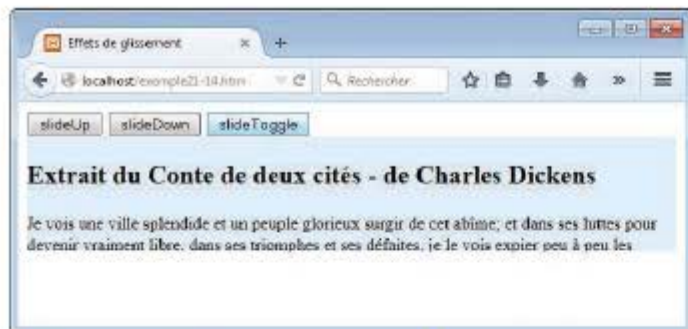 Effets de glissement × +
localhost/example21-14.htm Rechercher »
slideUp slideDown slideToggle
Extrait du Conte de deux cités - de Charles Dickens
Je vois une ville splendide et un peuple glorieux surgir de cet abîme; et dans ses luttes pour
devenir vraiment libre, dans ses triomphes et ses défaites, je le vois expier peu à peu les